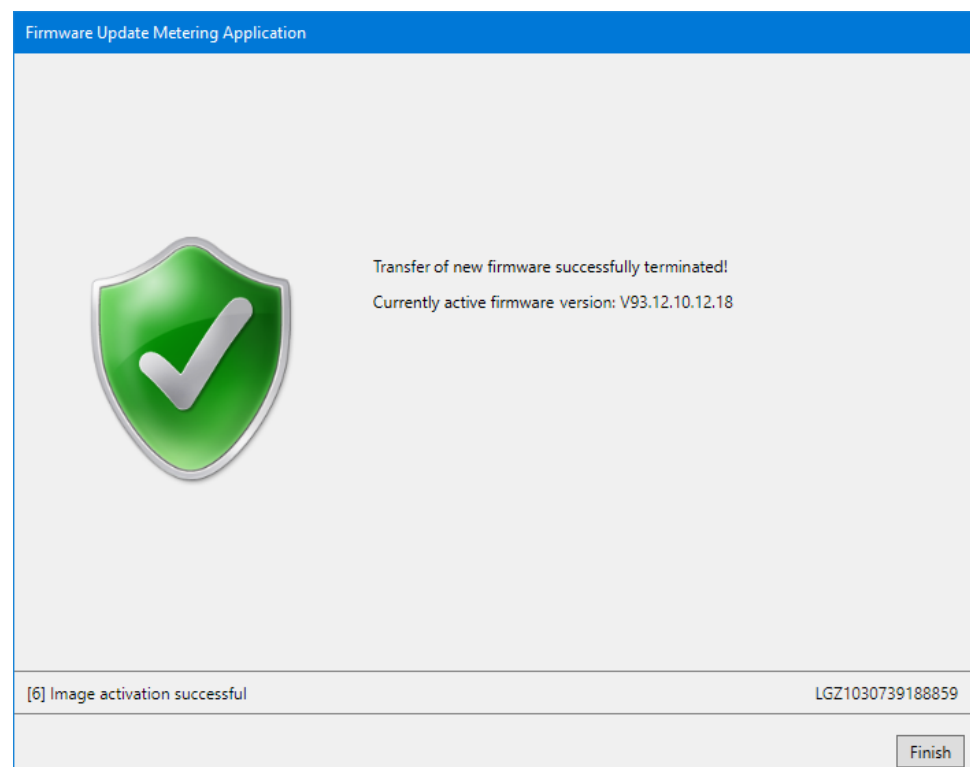 Firmware Update Metering Application
Transfer of new firmware successfully terminated!
Currently active firmware version: V93.12.10.12.18
[6] Image activation successful
LGZ1030739188859
Finish